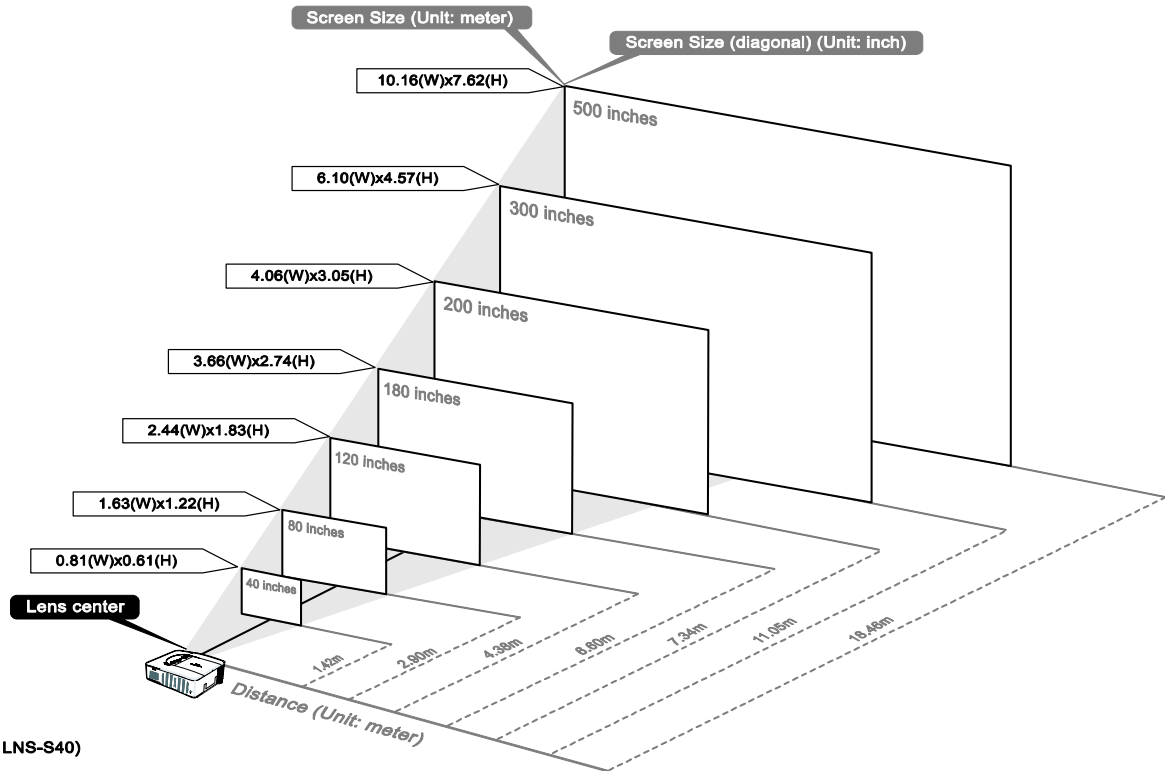 Screen Size (Unit: meter)
Screen Size (diagonal) (Unit: inch)
10.16(W)x7.62(H)
500 inches
6.10(W)x4.57(H)
300 inches
4.06(W)x3.05(H)
200 inches
3.66(W)x2.74(H)
180 inches
2.44(W)x1.83(H)
120 inches
1.63(W)x1.22(H)
80 inches
0.81(W)x0.61(H)
40 inches
Lens center
1.42m
2.90m
4.38m
6.60m
7.34m
11.05m
18.46m
Distance (Unit: meter)
LNS-S40)